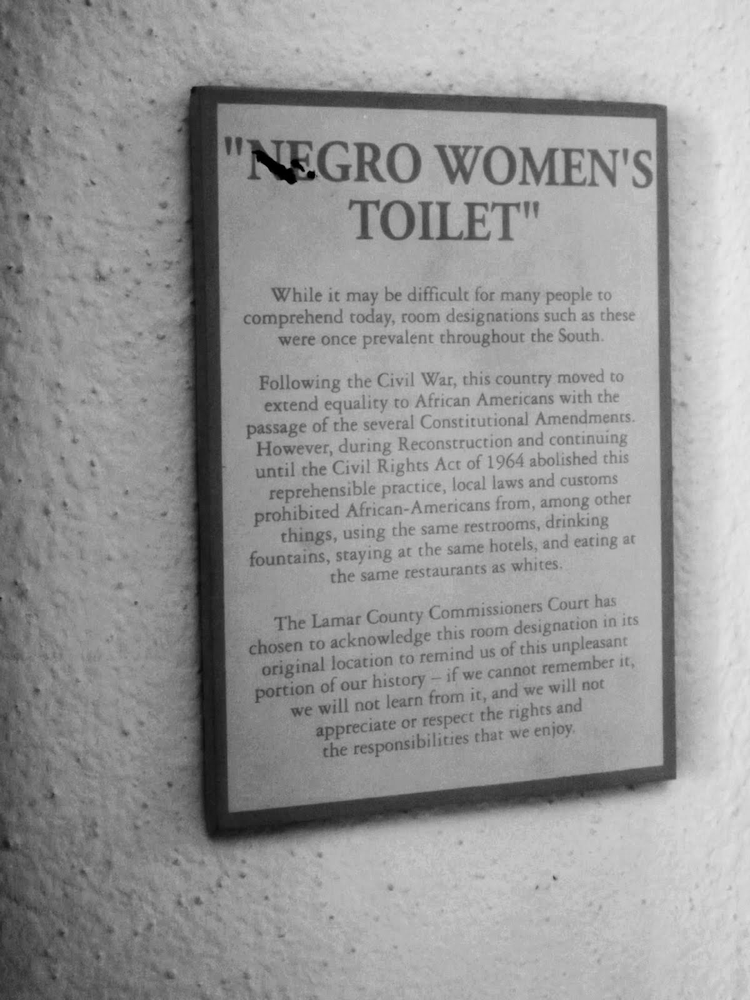 "NEGRO WOMEN'S
TOILET"
While it may be difficult for many people to
comprehend today, room designations such as these
were once prevalent throughout the South.
Following the Civil War, this country moved to
extend equality to African Americans with the
passage of the several Constitutional Amendments.
However, during Reconstruction and continuing
until the Civil Rights Act of 1964 abolished this
reprehensible practice, local laws and customs
prohibited African-Americans from, among other
things, using the same restrooms, drinking
fountains, staying at the same hotels, and eating at
the same restaurants as whites.
The Lamar County Commissioners Court has
chosen to acknowledge this room designation in its
original location to remind us of this unpleasant
portion of our history – if we cannot remember it,
we will not learn from it, and we will not
appreciate or respect the rights and
the responsibilities that we enjoy.